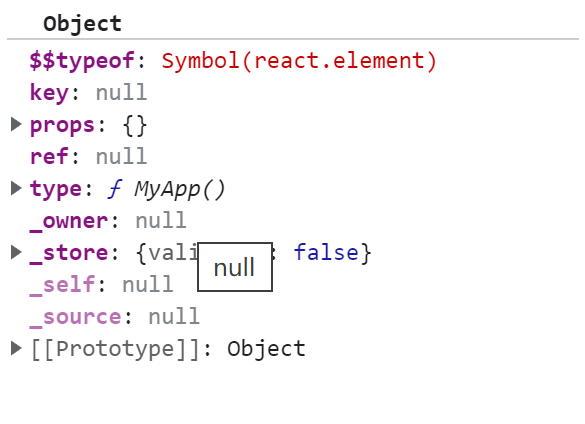 Object
$$typeof: Symbol(react.element)
key: null
props: {}
ref: null
type: ƒ MyApp()
_owner: null
_store: {vali : false}
null
_self: null
_source: null
[[Prototype]]: Object